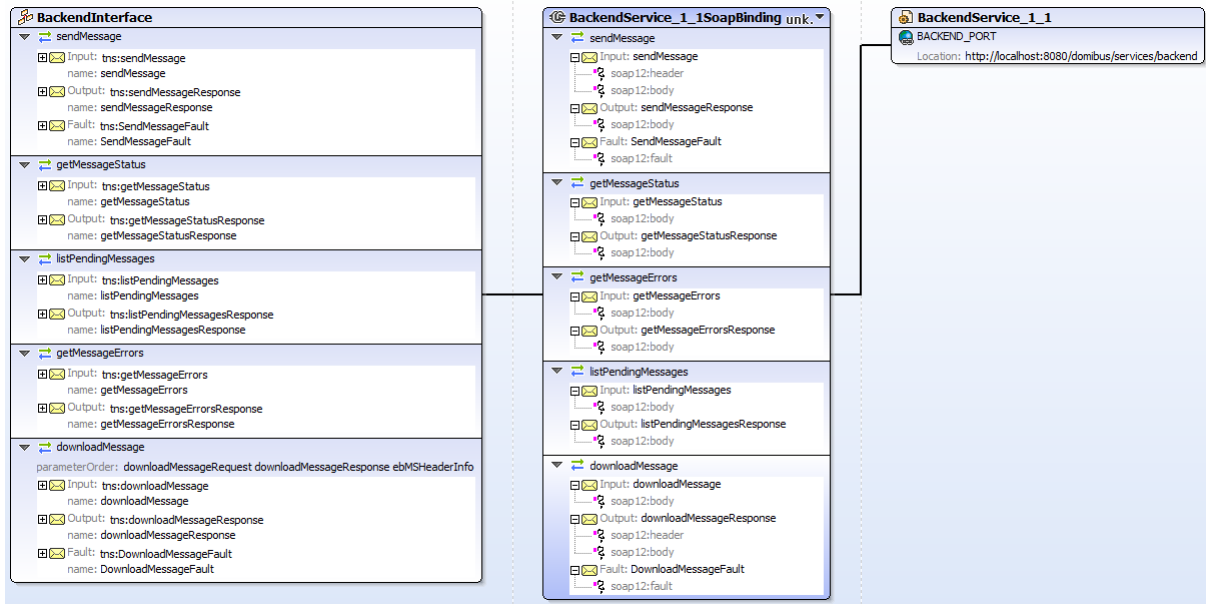 BackendInterface
sendMessage
Input: tns:sendMessage
name: sendMessage
Output: tns:sendMessageResponse
name: sendMessageResponse
Fault: tns:SendMessageFault
name: SendMessageFault
getMessageStatus
Input: tns:getMessageStatus
name: getMessageStatus
Output: tns:getMessageStatusResponse
name: getMessageStatusResponse
listPendingMessages
Input: tns:listPendingMessages
name: listPendingMessages
Output: tns:listPendingMessagesResponse
name: listPendingMessagesResponse
getMessageErrors
Input: tns:getMessageErrors
name: getMessageErrors
Output: tns:getMessageErrorsResponse
name: getMessageErrorsResponse
downloadMessage
parameterOrder: downloadMessageRequest downloadMessageResponse ebMSHeaderInfo
Input: tns:downloadMessage
name: downloadMessage
Output: tns:downloadMessageResponse
name: downloadMessageResponse
Fault: tns:DownloadMessageFault
name: DownloadMessageFault
BackendService_1_1SoapBinding unk.
sendMessage
Input: sendMessage
soap12:header
soap12:body
Output: sendMessageResponse
soap12:body
Fault: SendMessageFault
soap12:fault
getMessageStatus
Input: getMessageStatus
soap12:body
Output: getMessageStatusResponse
soap12:body
getMessageErrors
Input: getMessageErrors
soap12:body
Output: getMessageErrorsResponse
soap12:body
listPendingMessages
Input: listPendingMessages
soap12:body
Output: listPendingMessagesResponse
soap12:body
downloadMessage
Input: downloadMessage
soap12:body
Output: downloadMessageResponse
soap12:header
soap12:body
Fault: DownloadMessageFault
soap12:fault
BackendService_1_1
BACKEND_PORT
Location: http://localhost:8080/domibus/services/backend